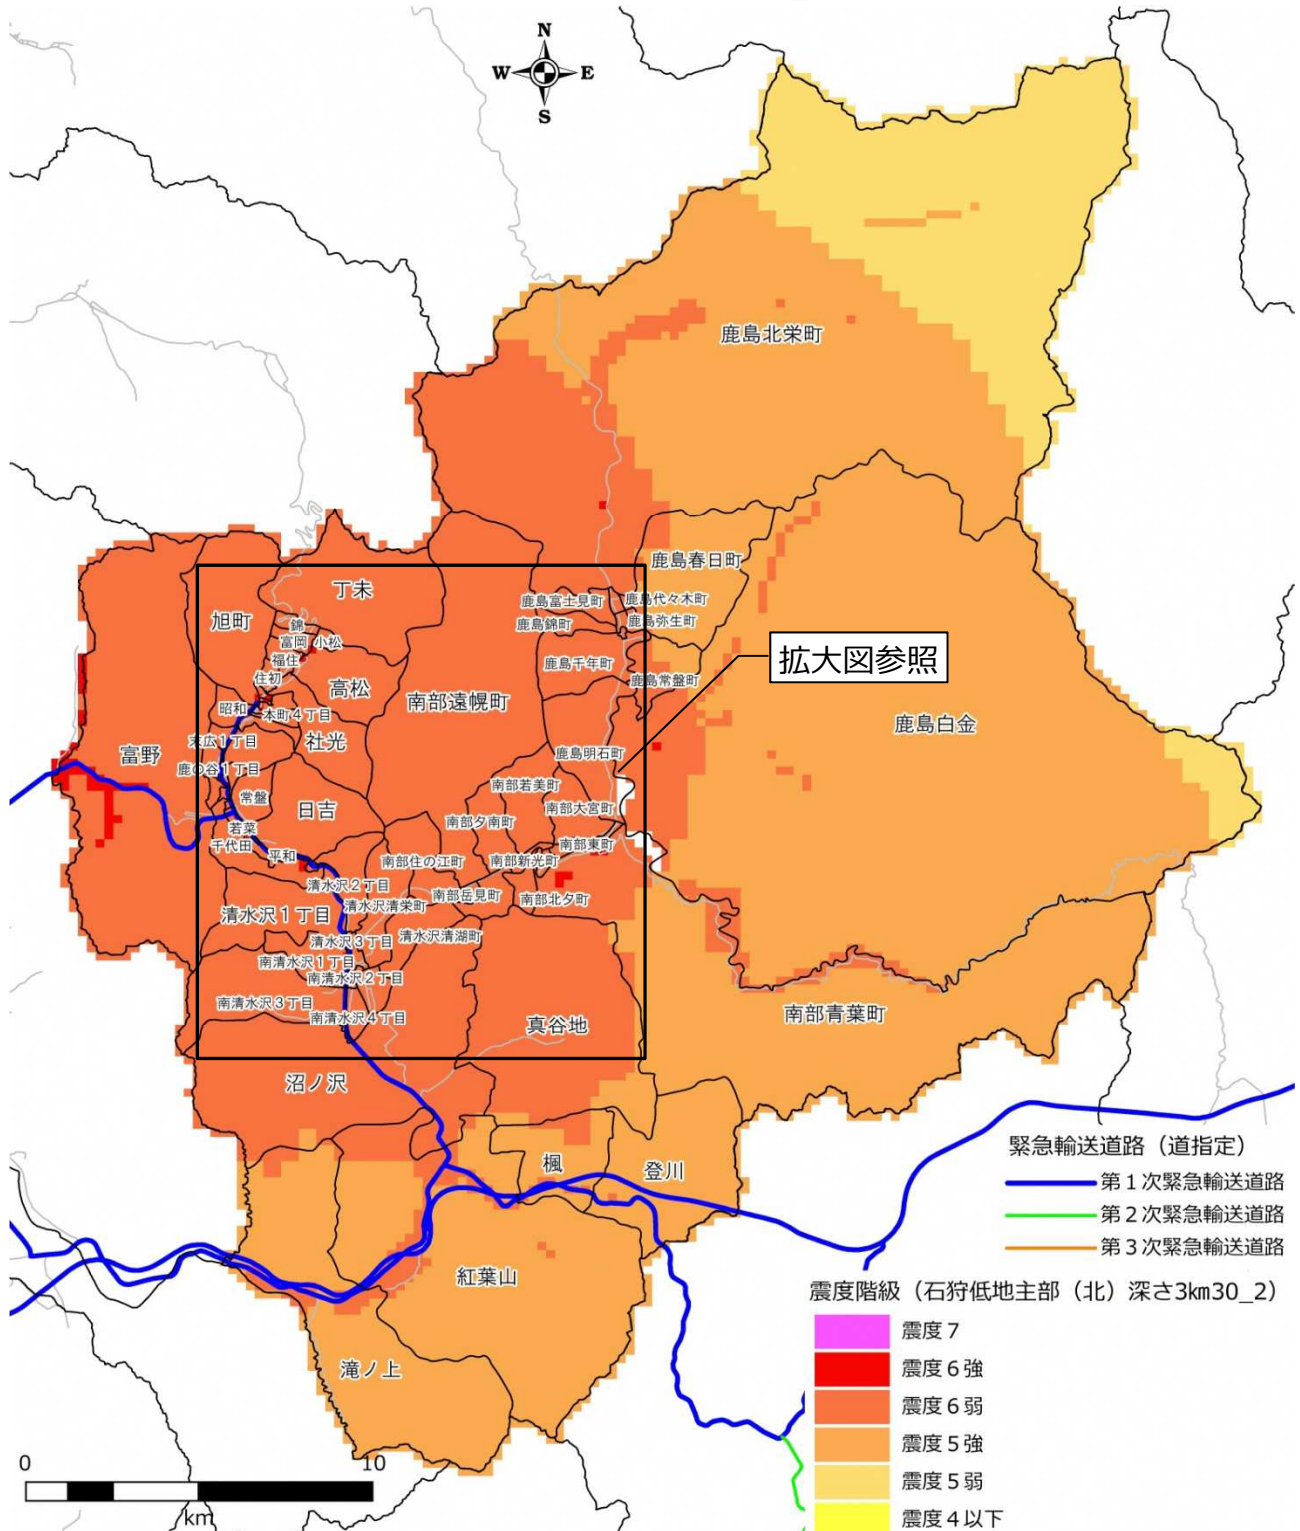 N
W E
S
鹿島北栄町
鹿島春日町
丁未
鹿島富士見町
鹿島代々木町
旭町
錦
鹿島錦町
鹿島弥生町
富岡
小松
福住
鹿島千年町
拡大図参照
住初
高松
鹿島常盤町
南部遠幌町
昭和
本町4丁目
鹿島白金
末広1丁目
社光
富野
鹿島明石町
鹿の谷1丁目
南部若美町
常盤
日吉
南部大宮町
若菜
南部夕南町
千代田
南部東町
平和
南部住の江町
南部新光町
清水沢2丁目
南部岳見町
南部北夕町
清水沢清栄町
清水沢1丁目
清水沢3丁目
清水沢清湖町
南清水沢1丁目
南清水沢2丁目
南清水沢3丁目
南部青葉町
南清水沢4丁目
真谷地
沼ノ沢
楓
登川
紅葉山
滝ノ上
緊急輸送道路(道指定)
第1次緊急輸送道路
第2次緊急輸送道路
第3次緊急輸送道路
震度階級(石狩低地主部(北)深さ3km30_2)
震度7
震度6強
震度6弱
震度5強
震度5弱
震度4以下
0 10
km